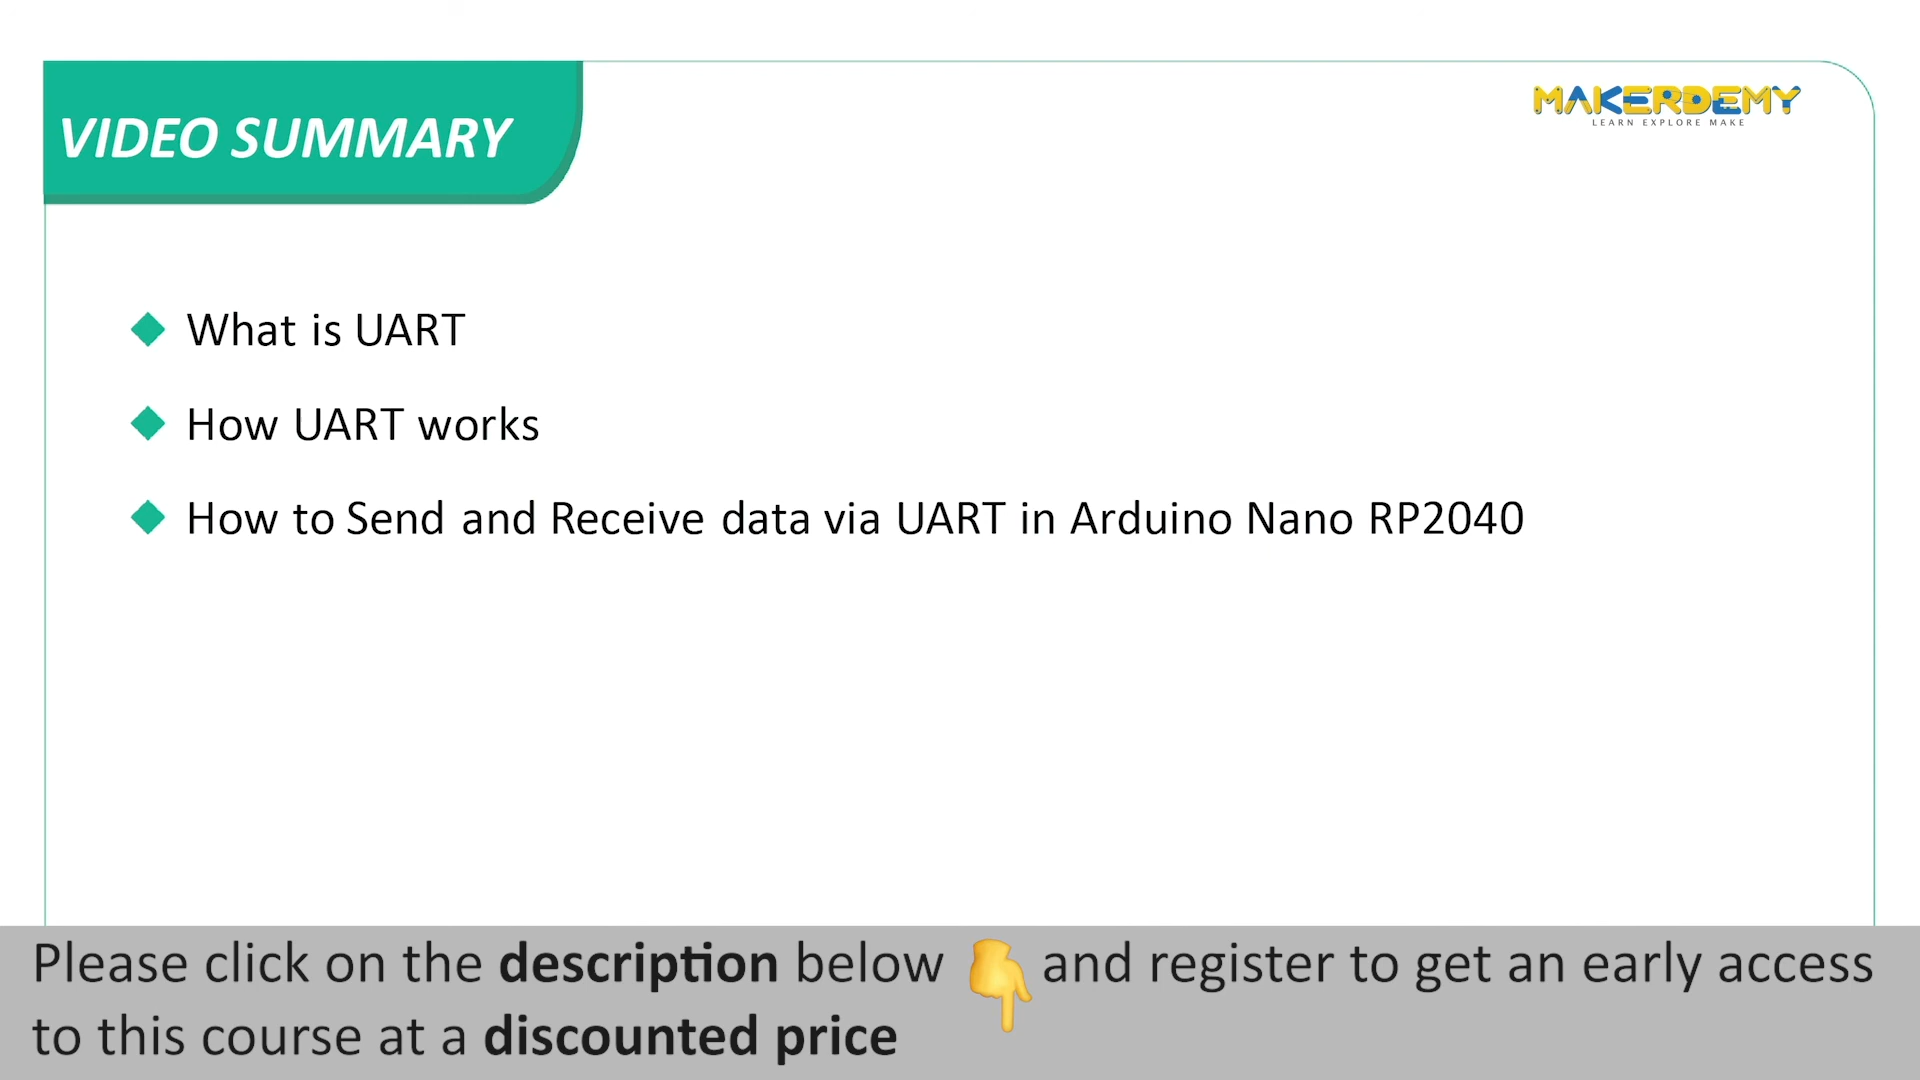 VIDEO SUMMARY
MAKERDEMY
LEARN EXPLORE MAKE
What is UART
How UART works
How to Send and Receive data via UART in Arduino Nano RP2040
Please click on the description below 👇 and register to get an early access
to this course at a discounted price